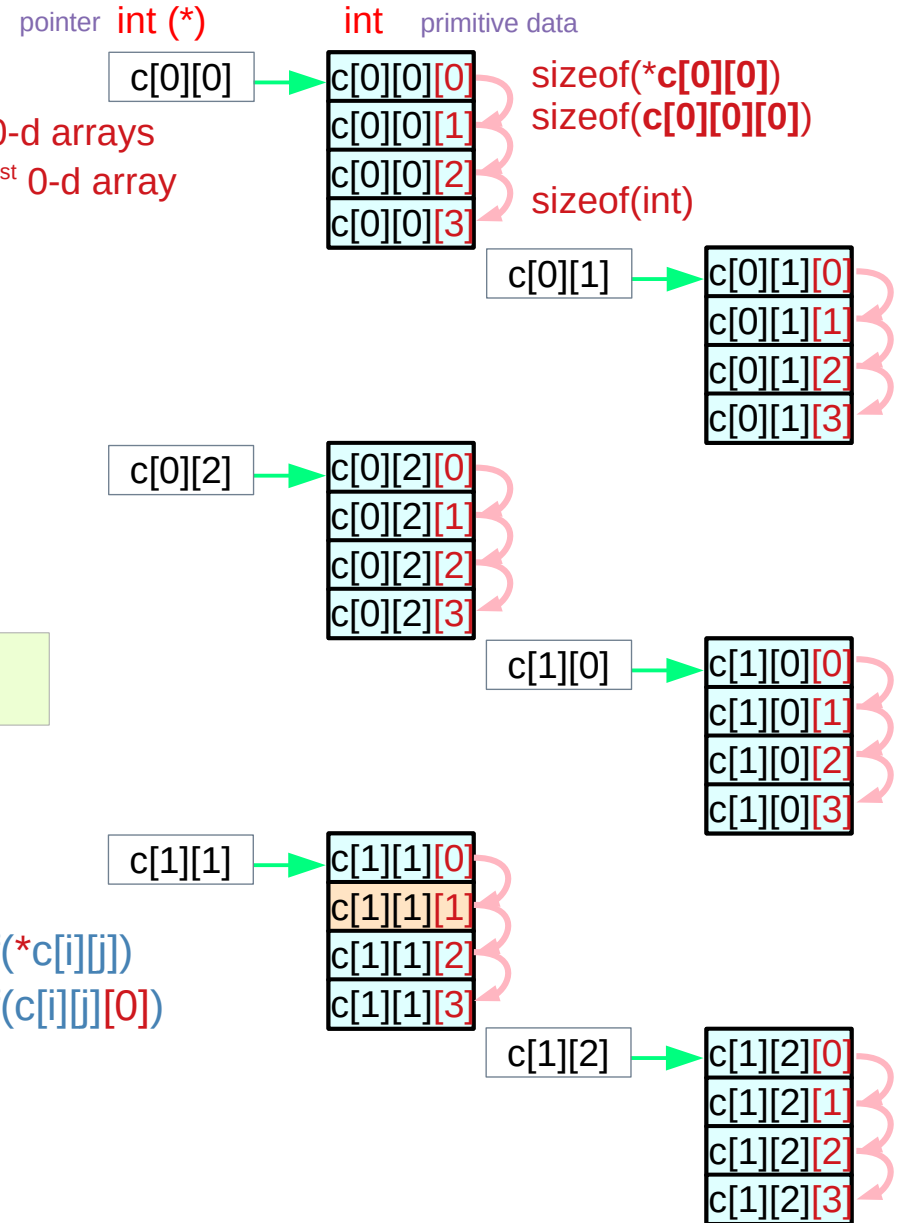 pointer int (*) int primitive data
c[0][0] c[0][0][0] sizeof(*c[0][0])
c[0][0][1] sizeof(c[0][0][0])
0-d arrays
c[0][0][2]
st 0-d array
c[0][0][3] sizeof(int)
c[0][1] c[0][1][0]
c[0][1][1]
c[0][1][2]
c[0][1][3]
c[0][2] c[0][2][0]
c[0][2][1]
c[0][2][2]
c[0][2][3]
c[1][0] c[1][0][0]
c[1][0][1]
c[1][0][2]
c[1][0][3]
c[1][1] c[1][1][0]
c[1][1][1]
(*c[i][j]) c[1][1][2]
(c[i][j][0]) c[1][1][3]
c[1][2] c[1][2][0]
c[1][2][1]
c[1][2][2]
c[1][2][3]